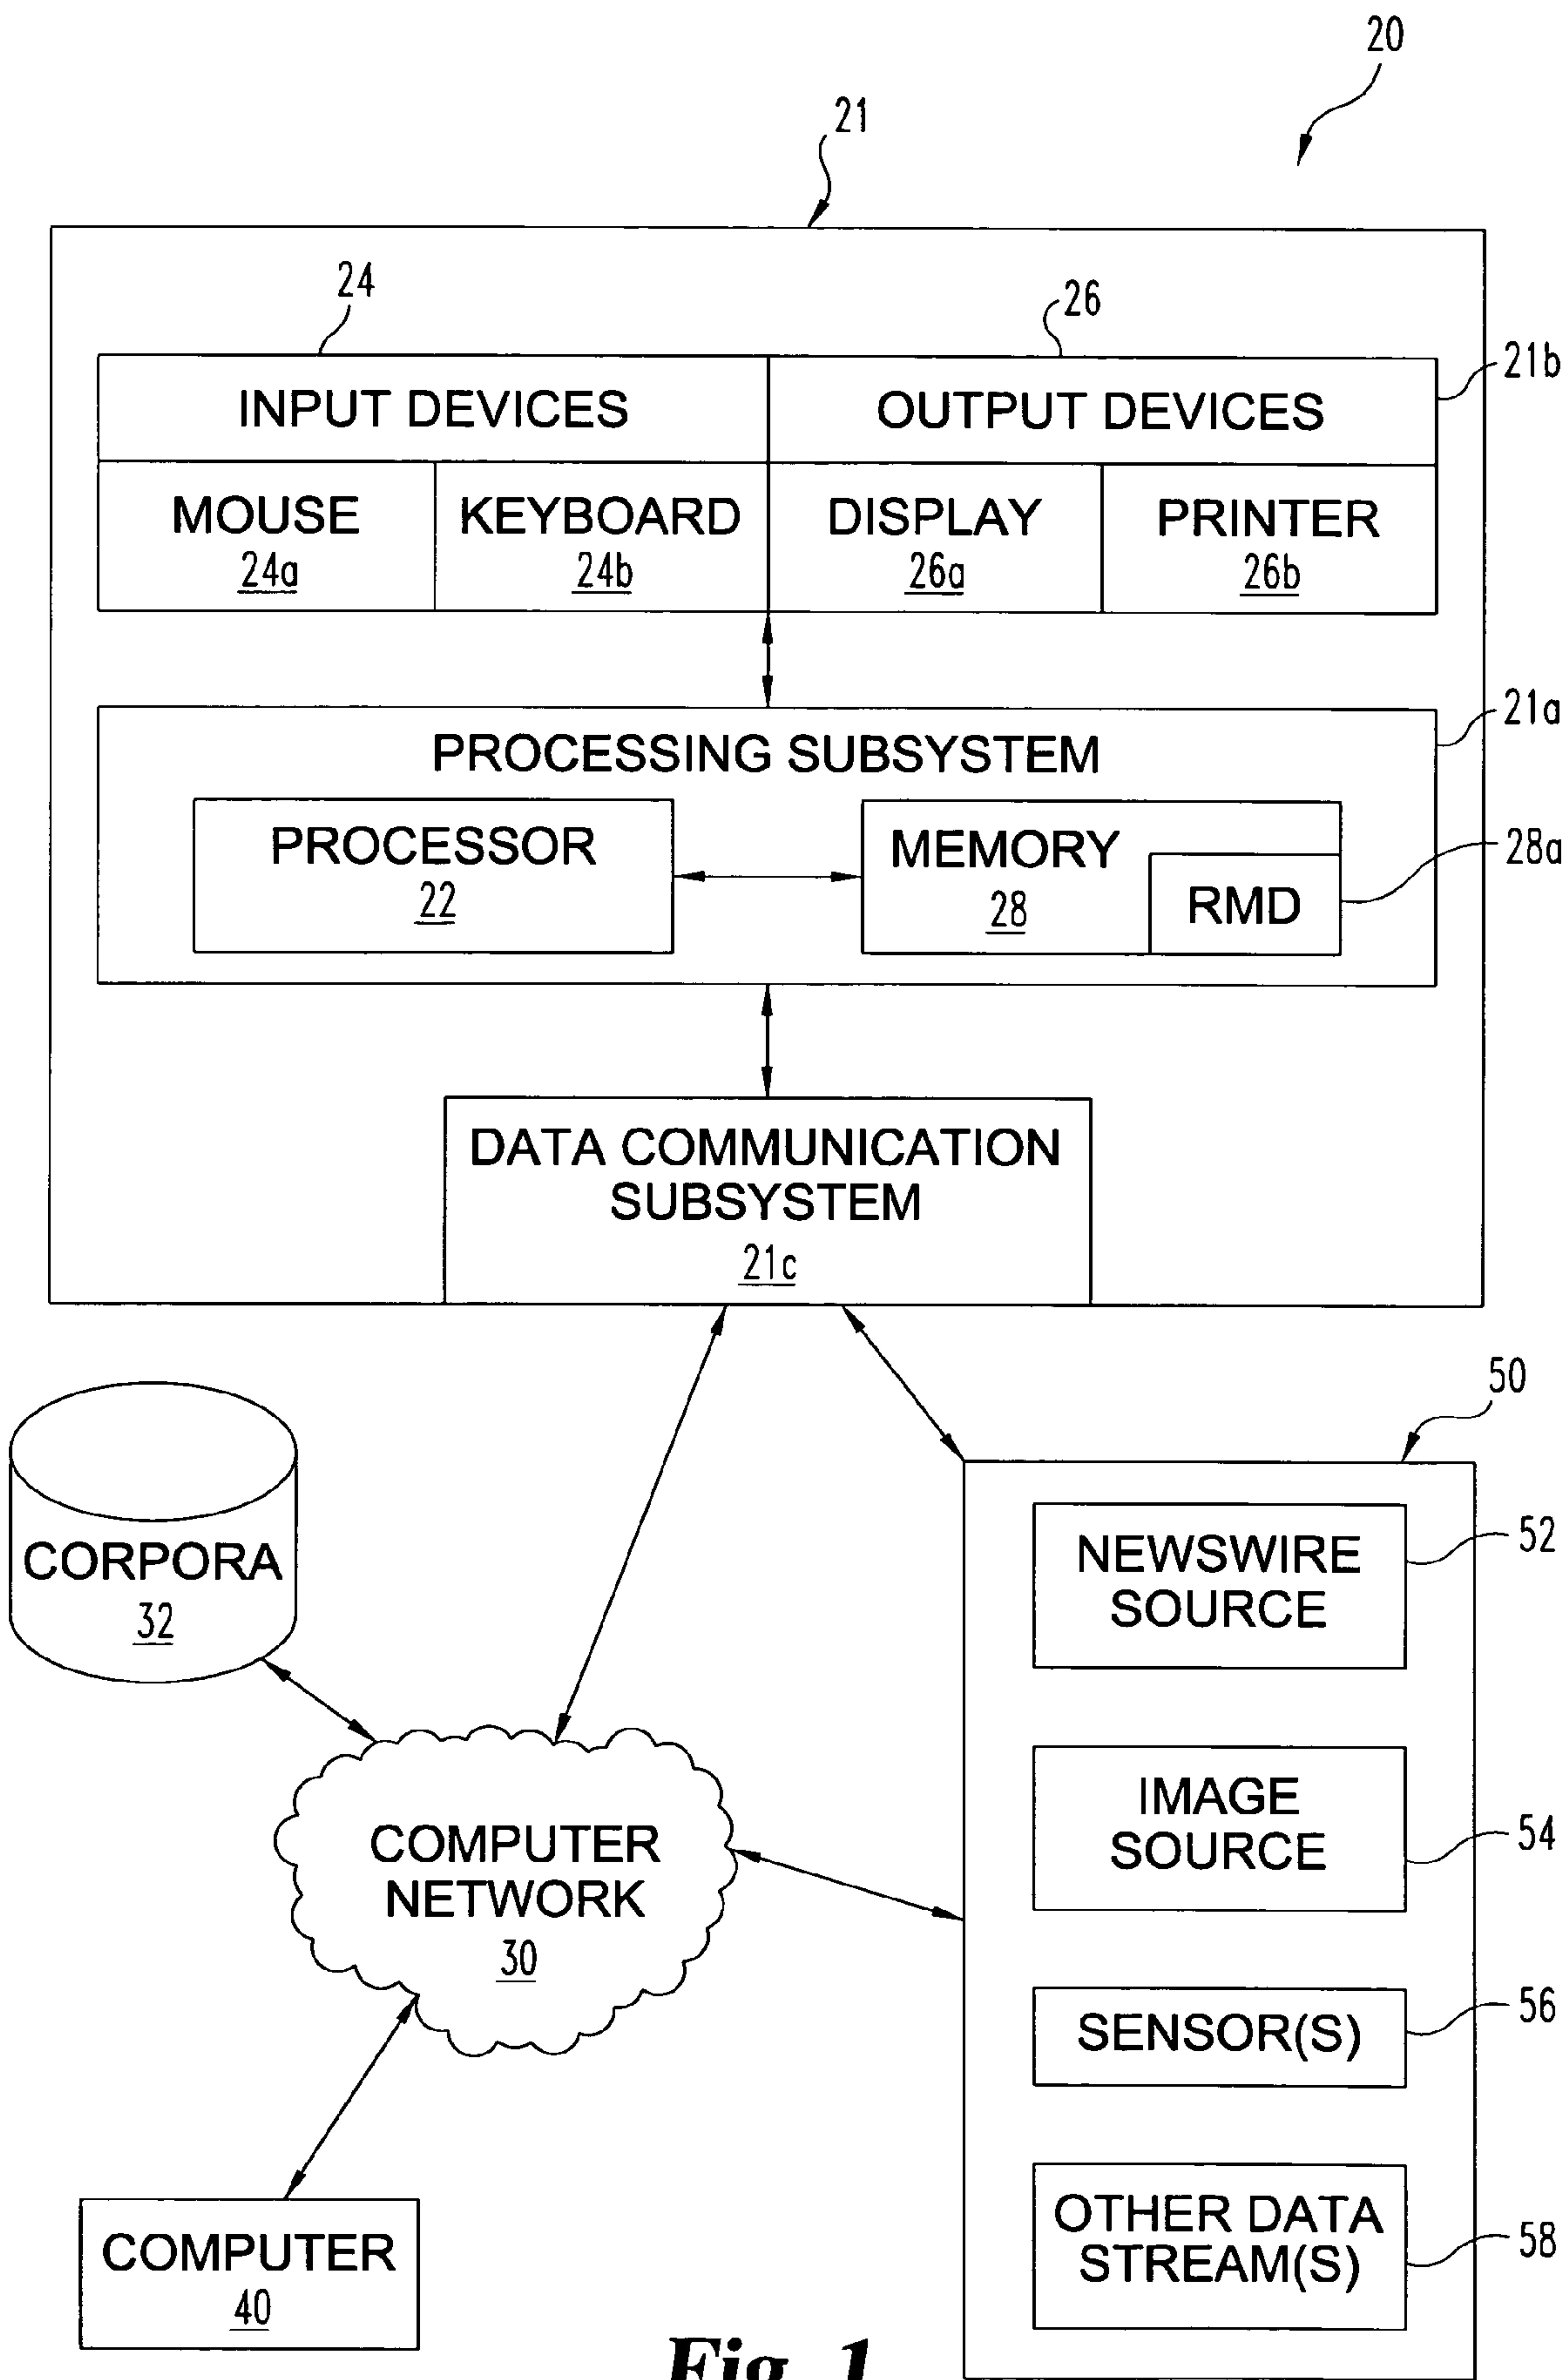 20
21
24
26
21b
INPUT DEVICES
OUTPUT DEVICES
MOUSE
24a
KEYBOARD
24b
DISPLAY
26a
PRINTER
26b
21a
PROCESSING SUBSYSTEM
PROCESSOR
22
MEMORY
28
RMD
28a
DATA COMMUNICATION
SUBSYSTEM
21c
50
CORPORA
32
NEWSWIRE
SOURCE
52
IMAGE
SOURCE
54
COMPUTER
NETWORK
30
SENSOR(S)
56
OTHER DATA
STREAM(S)
58
COMPUTER
40
Fig. 1